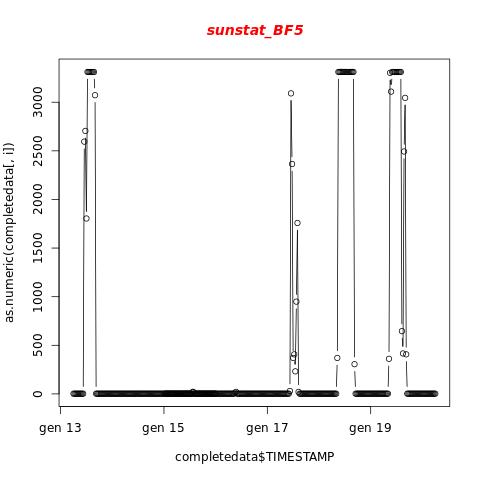 sunstat_BF5
as.numeric(completedata[, i])
3000
2500
2000
1500
1000
500
0
gen 13
gen 15
gen 17
gen 19
completedata$TIMESTAMP